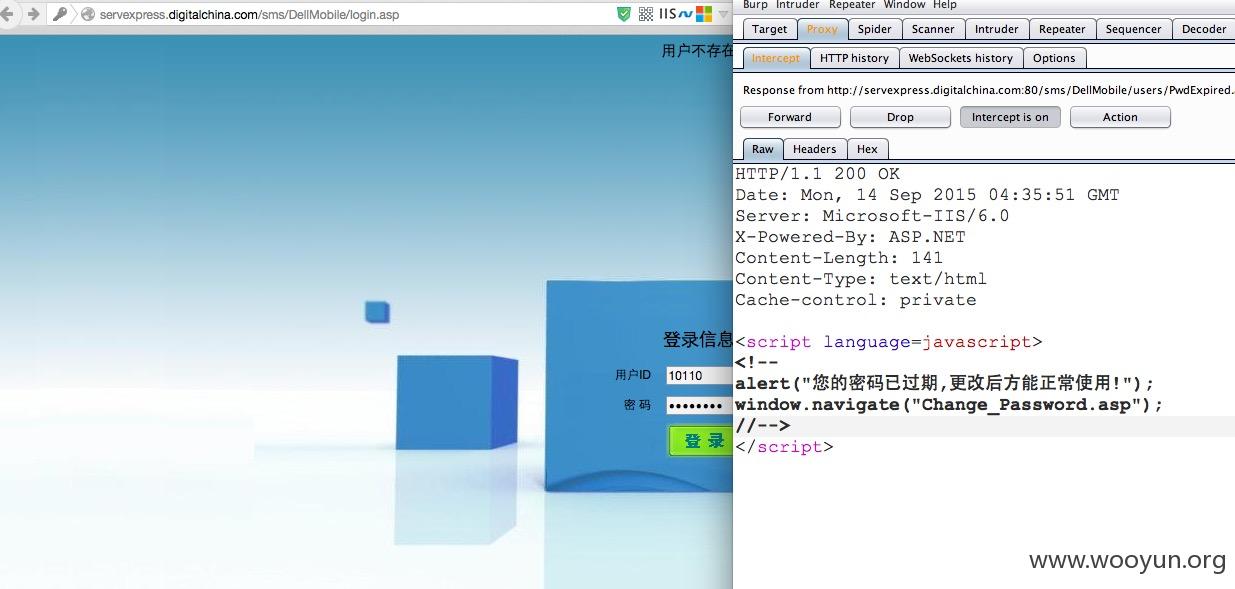 servexpress.digitalchina.com/sms/DellMobile/login.asp
IIS
用户不存在
登录信息
用户ID 10110
密 码 ••••••••
登 录
Burp Intruder Repeater Window Help
Target Proxy Spider Scanner Intruder Repeater Sequencer Decoder
Intercept HTTP history WebSockets history Options
Response from http://servexpress.digitalchina.com:80/sms/DellMobile/users/PwdExpired.
Forward Drop Intercept is on Action
Raw Headers Hex
HTTP/1.1 200 OK
Date: Mon, 14 Sep 2015 04:35:51 GMT
Server: Microsoft-IIS/6.0
X-Powered-By: ASP.NET
Content-Length: 141
Content-Type: text/html
Cache-control: private
<script language=javascript>
<!--
alert("您的密码已过期,更改后方能正常使用!");
window.navigate("Change_Password.asp");
//-->
</script>
www.wooyun.org